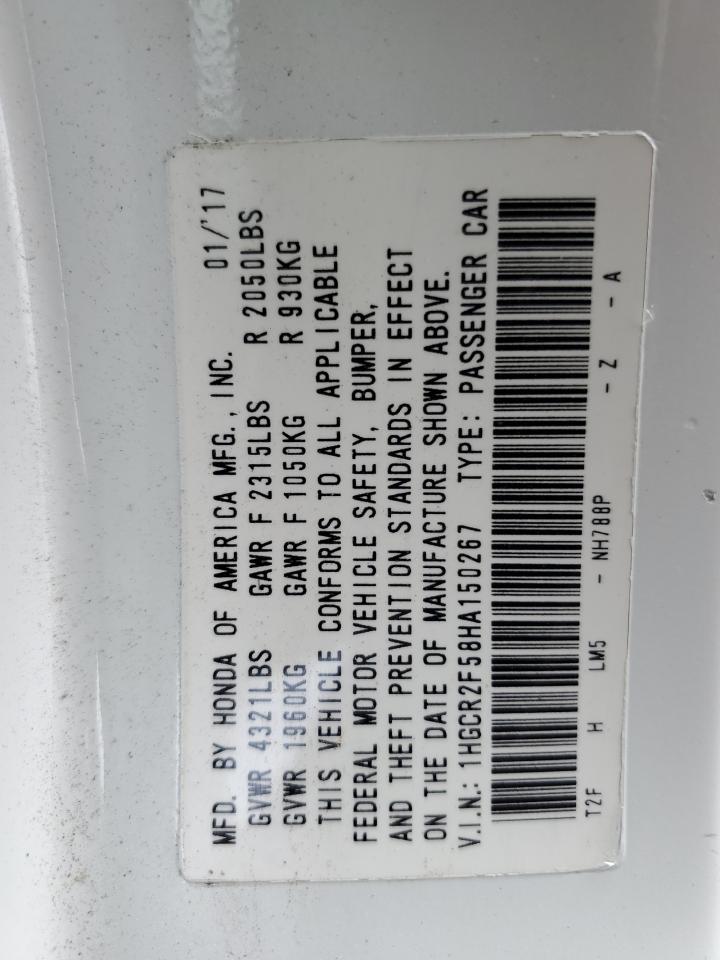 MFD. BY HONDA OF AMERICA MFG., INC. 01/'17
GVWR 4321LBS GAWR F 2315LBS R 2050LBS
GVWR 1960KG GAWR F 1050KG R 930KG
THIS VEHICLE CONFORMS TO ALL APPLICABLE
FEDERAL MOTOR VEHICLE SAFETY, BUMPER,
AND THEFT PREVENTION STANDARDS IN EFFECT
ON THE DATE OF MANUFACTURE SHOWN ABOVE.
V.I.N.: 1HGCR2F58HA150267 TYPE: PASSENGER CAR
T2F H LM5 - NH788P - Z - A